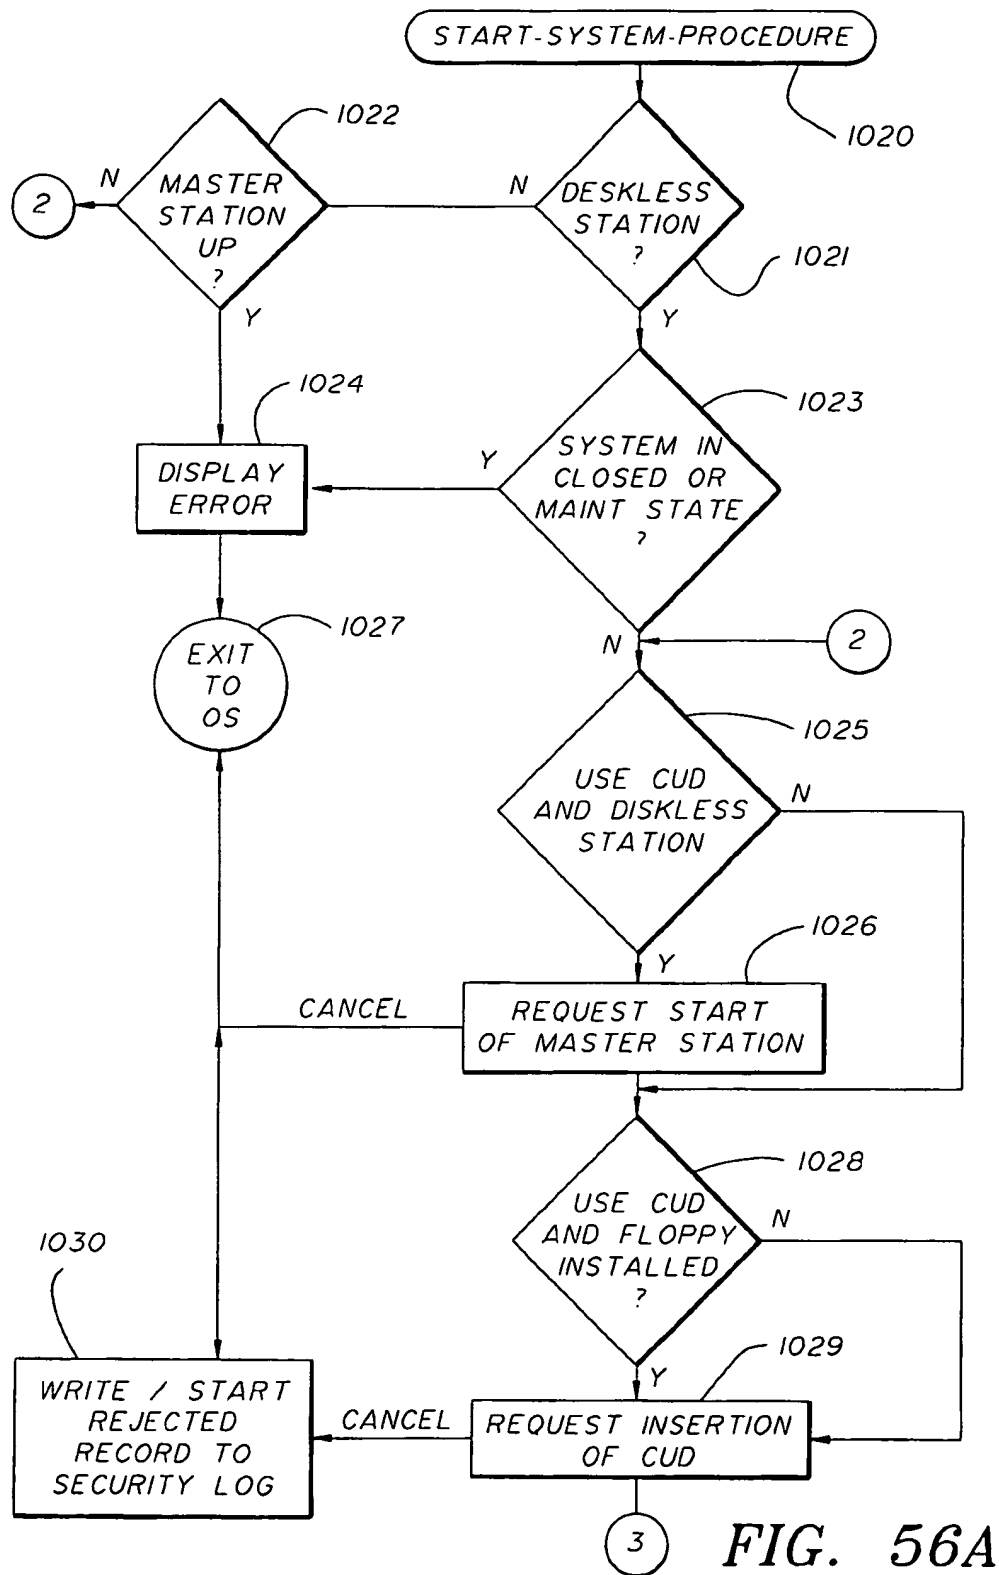 START-SYSTEM-PROCEDURE
1020
1022
MASTER
STATION
UP
?
N
2
N
DESKLESS
STATION
?
1021
Y
Y
1024
1023
DISPLAY
ERROR
Y
SYSTEM IN
CLOSED OR
MAINT STATE
?
1027
EXIT
TO
OS
N
2
1025
USE CUD
AND DISKLESS
STATION
N
1026
Y
CANCEL
REQUEST START
OF MASTER STATION
1028
USE CUD
AND FLOPPY
INSTALLED
?
N
1030
1029
Y
WRITE / START
REJECTED
RECORD TO
SECURITY LOG
CANCEL
REQUEST INSERTION
OF CUD
3
FIG. 56A